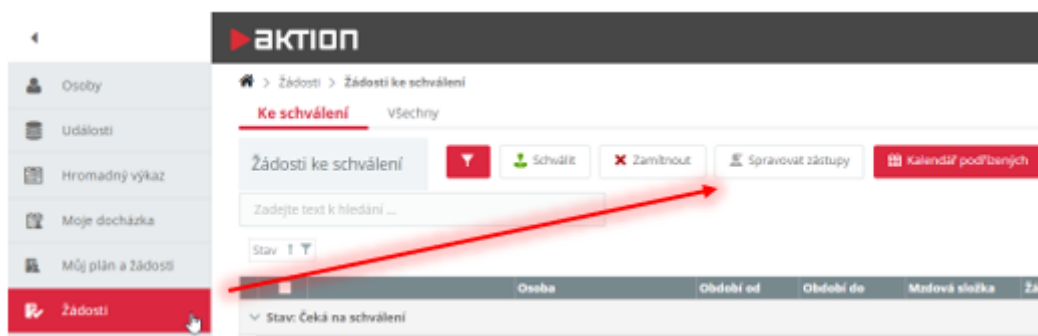 aktion
Osoby
Události
Hromadný výkaz
Moje docházka
Můj plán a žádosti
Žádosti
> Žádosti > Žádosti ke schválení
Ke schválení Všechny
Žádosti ke schválení Schválit Zamítnout Spravovat zástupy Kalendář podřízených
Zadejte text k hledání ...
Stav
Osoba Období od Období do Mzdová složka
Stav: Čeká na schválení